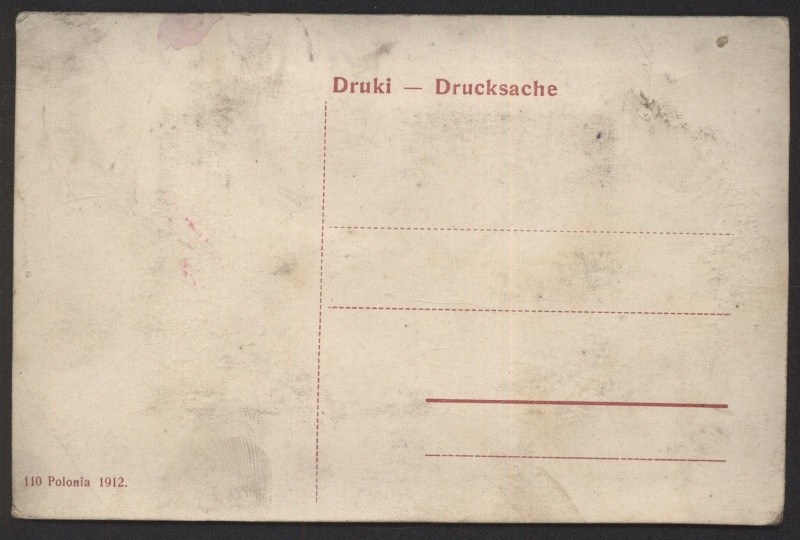 Druki — Drucksache
110 Polonia 1912.